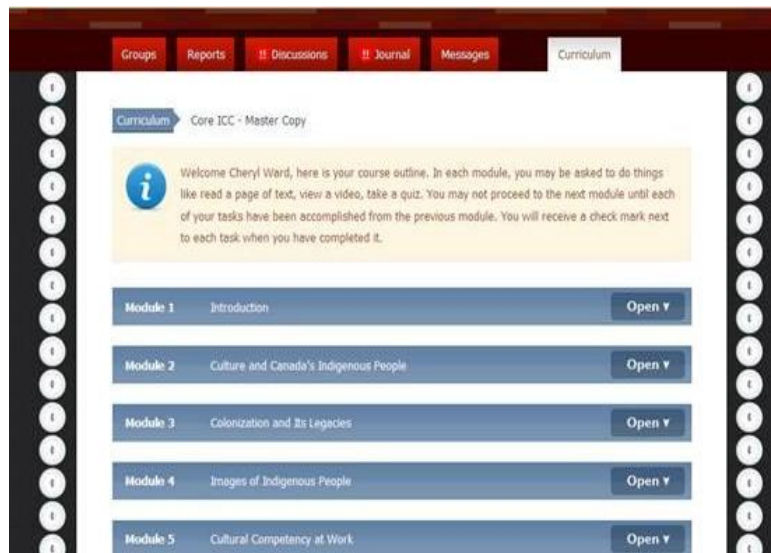 Groups Reports !! Discussions !! Journal Messages Curriculum
Curriculum Core ICC - Master Copy
Welcome Cheryl Ward, here is your course outline. In each module, you may be asked to do things
like read a page of text, view a video, take a quiz. You may not proceed to the next module until each
of your tasks have been accomplished from the previous module. You will receive a check mark next
to each task when you have completed it.
Module 1 Introduction Open
Module 2 Culture and Canada's Indigenous People Open
Module 3 Colonization and Its Legacies Open
Module 4 Images of Indigenous People Open
Module 5 Cultural Competency at Work Open